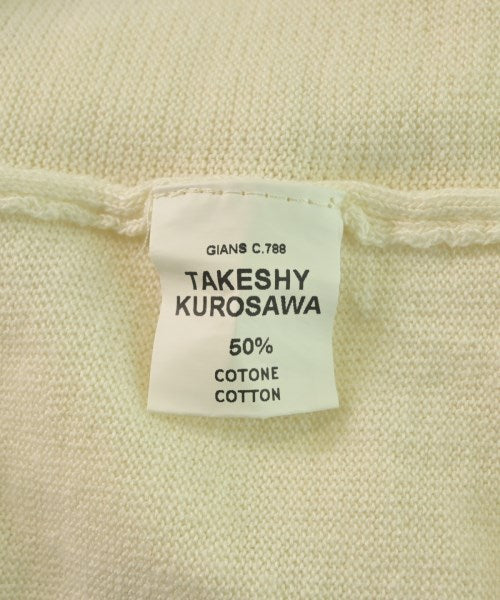 GIANS C.788
TAKESHY
KUROSAWA
50%
COTONE
COTTON